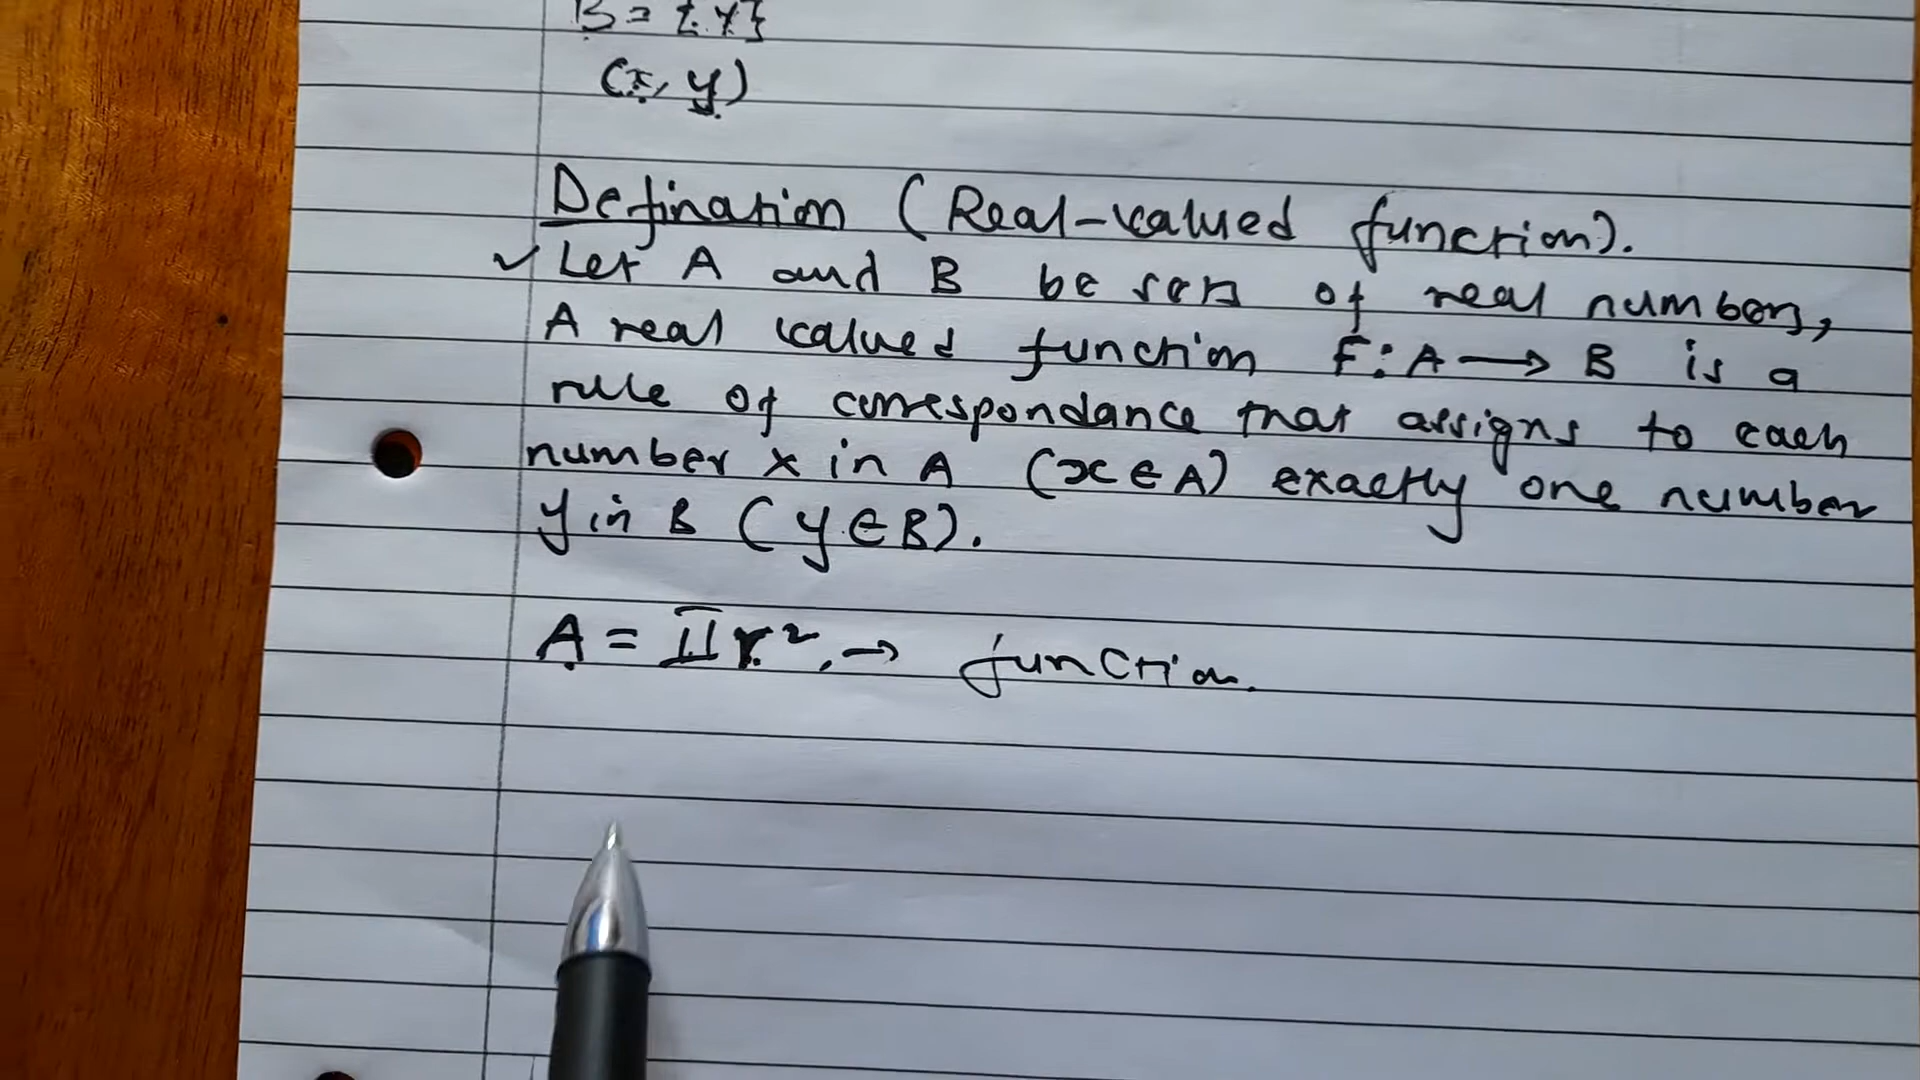 B = {.y}
(x, y)
Defination (Real-valued function).
✓ Let A and B be sets of real numbers,
A real valued function F: A → B is a
rule of correspondance that assigns to each
number x in A (x ∈ A) exactly one number
y in B (y ∈ B).
A = πr². → function.